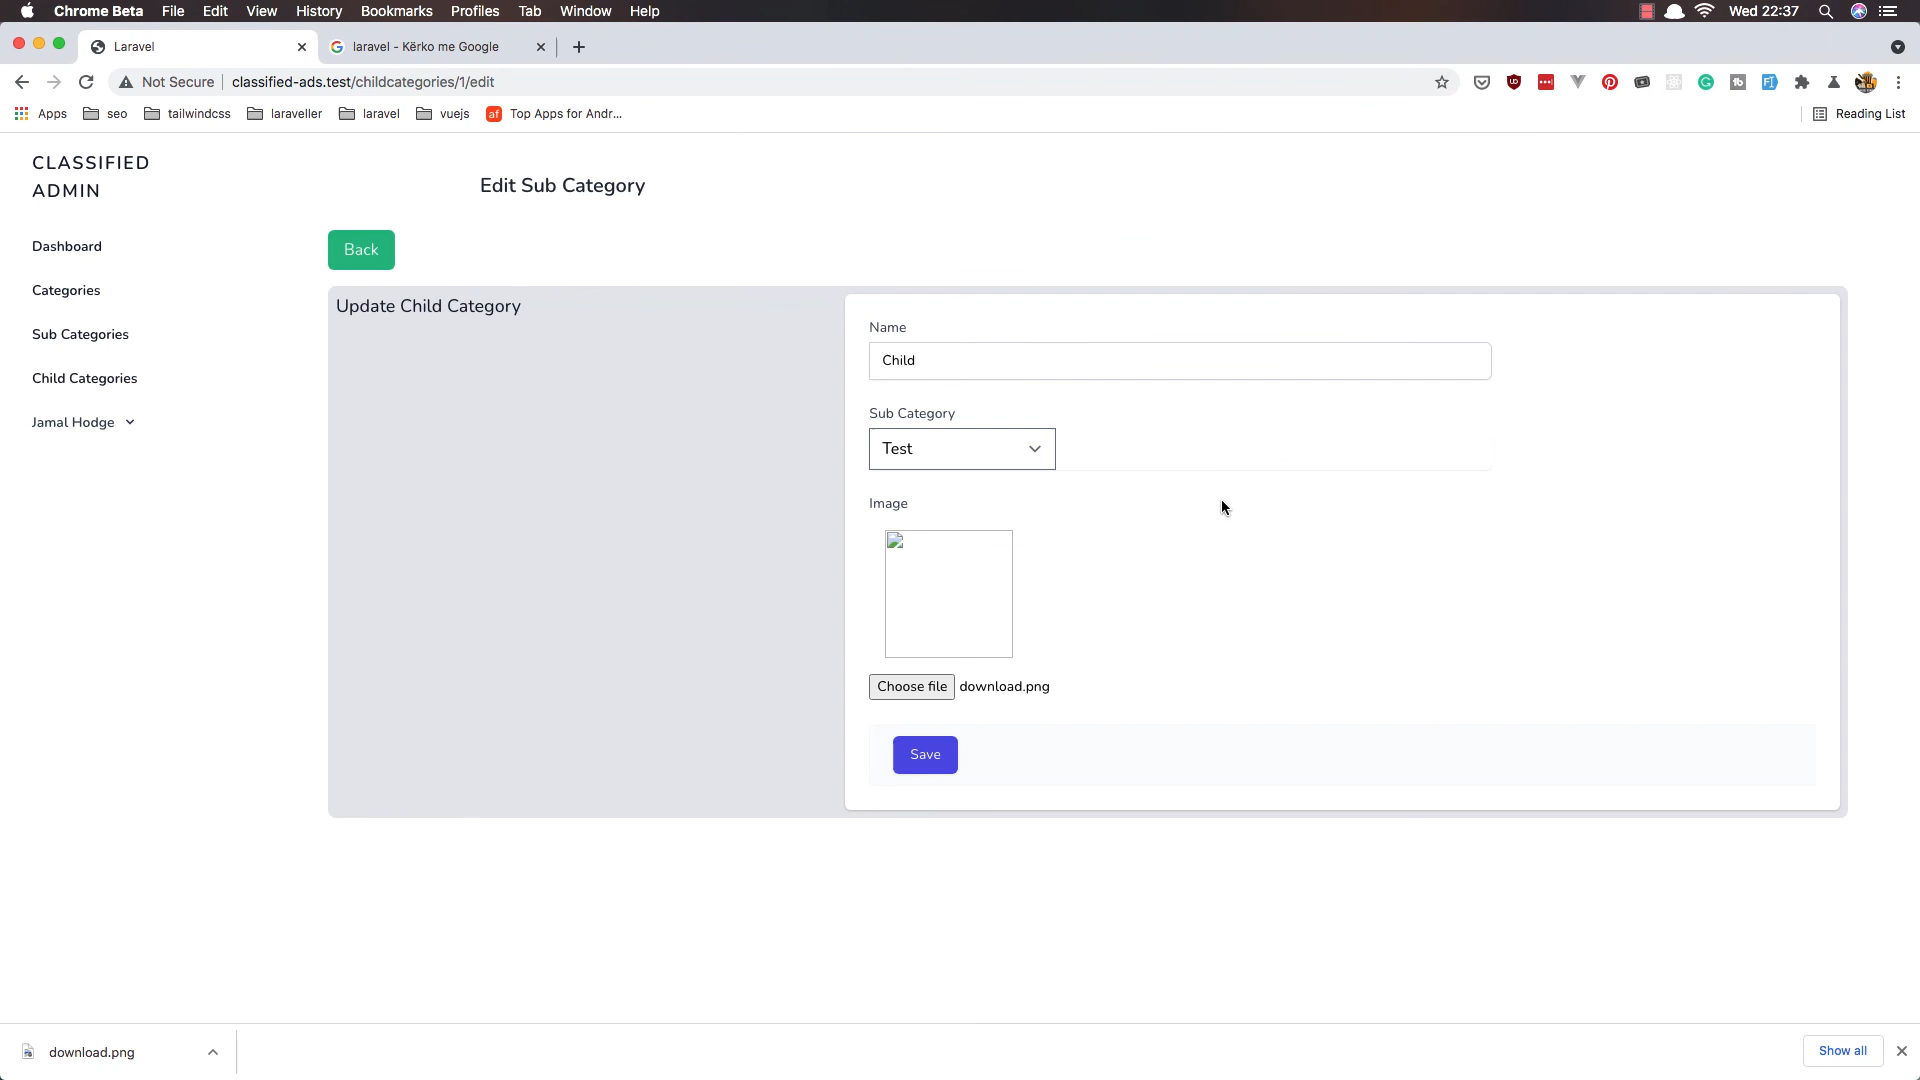 Chrome Beta File Edit View History Bookmarks Profiles Tab Window Help Wed 22:37
Laravel laravel - Kërko me Google
Not Secure classified-ads.test/childcategories/1/edit
Apps seo tailwindcss laraveller laravel vuejs af Top Apps for Andr... Reading List
CLASSIFIED
ADMIN
Edit Sub Category
Dashboard
Back
Categories
Update Child Category
Name
Sub Categories
Child
Child Categories
Sub Category
Jamal Hodge
Test
Image
Choose file download.png
Save
download.png Show all